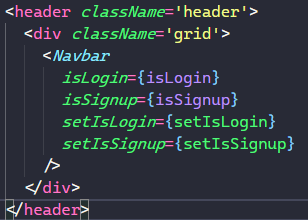 <header className='header'>
<div className='grid'>
<Navbar
isLogin={isLogin}
isSignup={isSignup}
setIsLogin={setIsLogin}
setIsSignup={setIsSignup}
/>
</div>
</header>